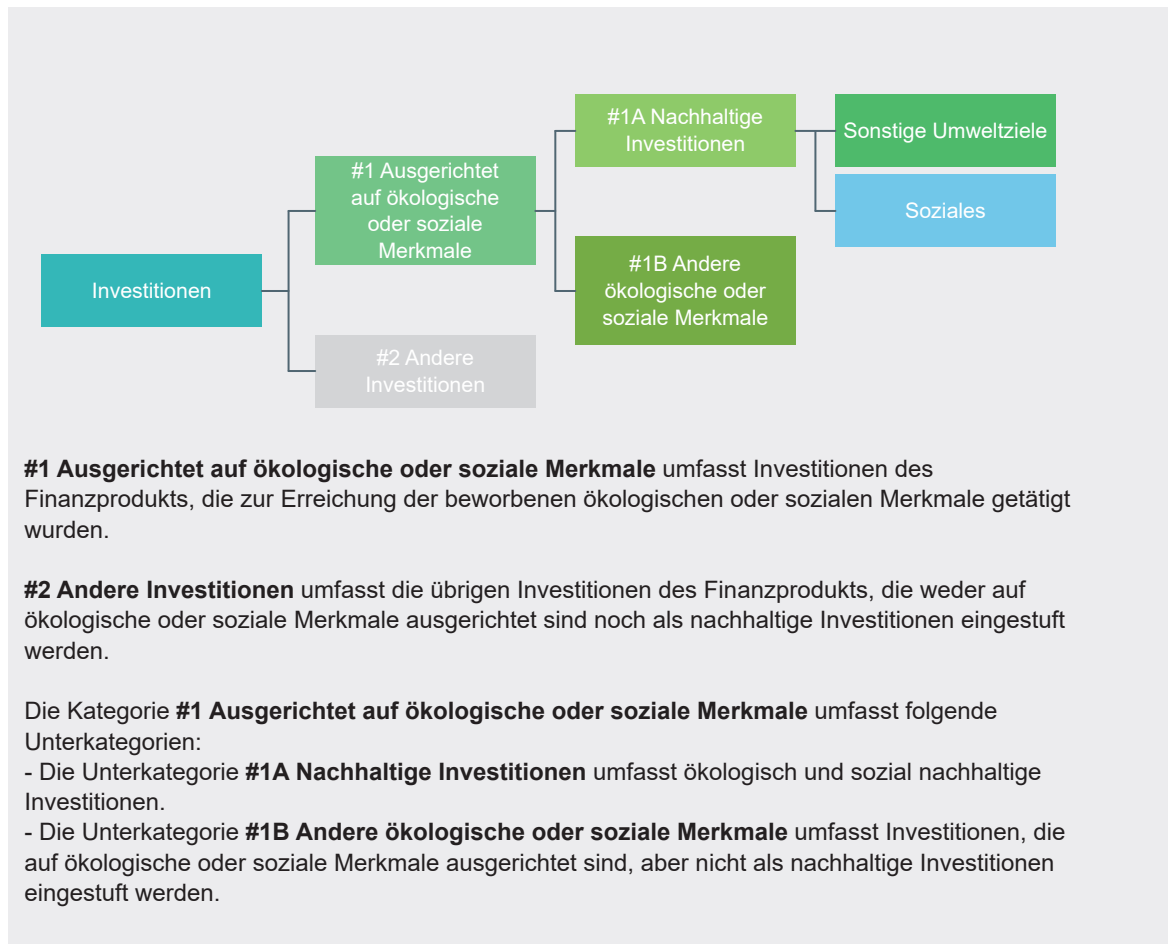 #1A Nachhaltige
Investitionen
Sonstige Umweltziele
#1 Ausgerichtet
auf ökologische
oder soziale
Merkmale
Soziales
Investitionen
#1B Andere
ökologische oder
soziale Merkmale
#2 Andere
Investitionen
#1 Ausgerichtet auf ökologische oder soziale Merkmale umfasst Investitionen des
Finanzprodukts, die zur Erreichung der beworbenen ökologischen oder sozialen Merkmale getätigt
wurden.
#2 Andere Investitionen umfasst die übrigen Investitionen des Finanzprodukts, die weder auf
ökologische oder soziale Merkmale ausgerichtet sind noch als nachhaltige Investitionen eingestuft
werden.
Die Kategorie #1 Ausgerichtet auf ökologische oder soziale Merkmale umfasst folgende
Unterkategorien:
- Die Unterkategorie #1A Nachhaltige Investitionen umfasst ökologisch und sozial nachhaltige
Investitionen.
- Die Unterkategorie #1B Andere ökologische oder soziale Merkmale umfasst Investitionen, die
auf ökologische oder soziale Merkmale ausgerichtet sind, aber nicht als nachhaltige Investitionen
eingestuft werden.